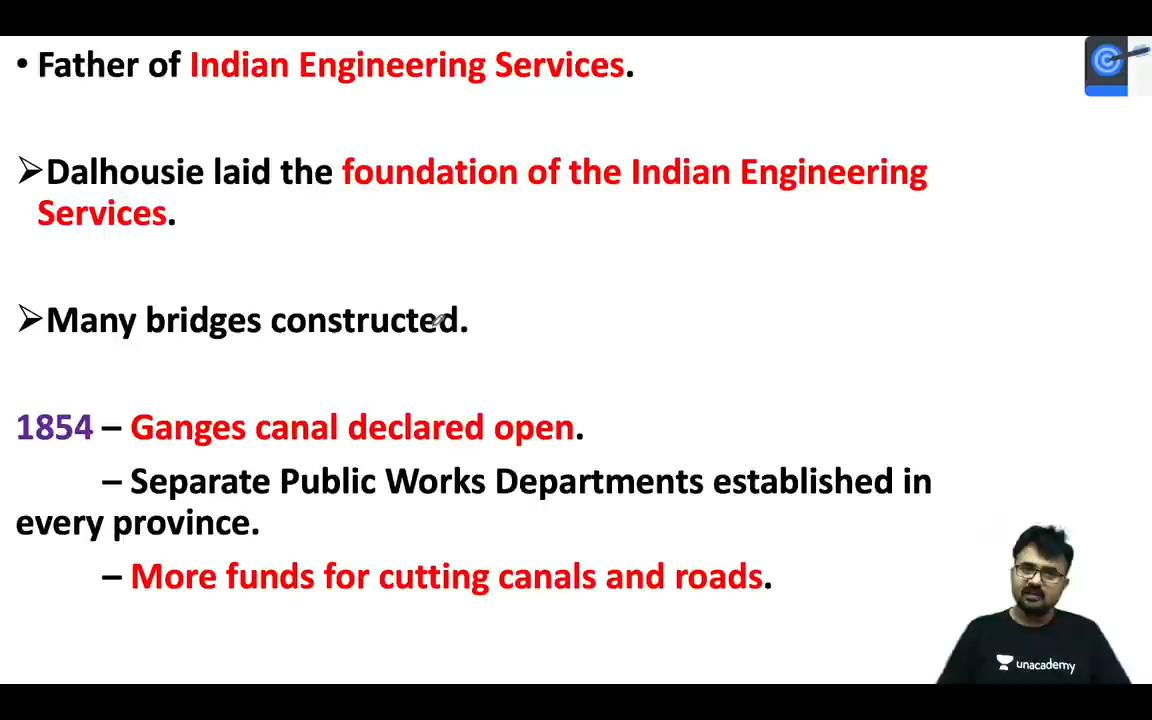 • Father of Indian Engineering Services.
➢Dalhousie laid the foundation of the Indian Engineering
Services.
➢Many bridges constructed.
1854 – Ganges canal declared open.
– Separate Public Works Departments established in
every province.
– More funds for cutting canals and roads.
unacademy